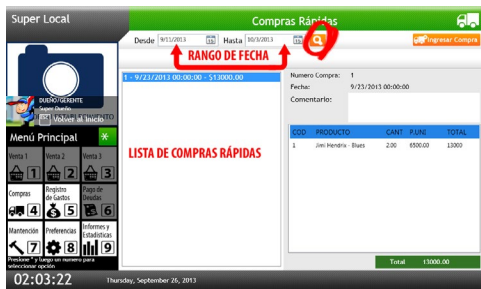 Super Local
Compras Rápidas
Desde 9/13/2013 Hasta 10/3/2013
Ingresar Compra
RANGO DE FECHA
1 - 9/23/2013 00:00:00 - $13000.00
Numero Compra: 1
Fecha: 9/23/2013 00:00:00
Comentario:
DUEÑO/GERENTE
Super Dueño
ESC Volver al Inicio
Menú Principal *
LISTA DE COMPRAS RÁPIDAS
COD PRODUCTO CANT P.UNI TOTAL
1 Jimi Hendrix - Blues 2.00 6500.00 13000
Venta 1 Venta 2 Venta 3
1 2 3
Compras Registro de Gastos Pago de Deudas
4 5 6
Mantención Preferencias Informes y Estadísticas
7 8 9
Presione * y luego un numero para
seleccionar opción
Total 13000.00
02:03:22 Thursday, September 26, 2013